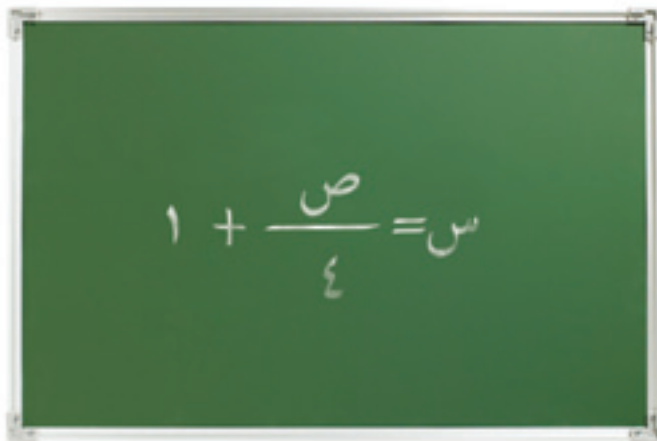 س = ص/٤ + ١